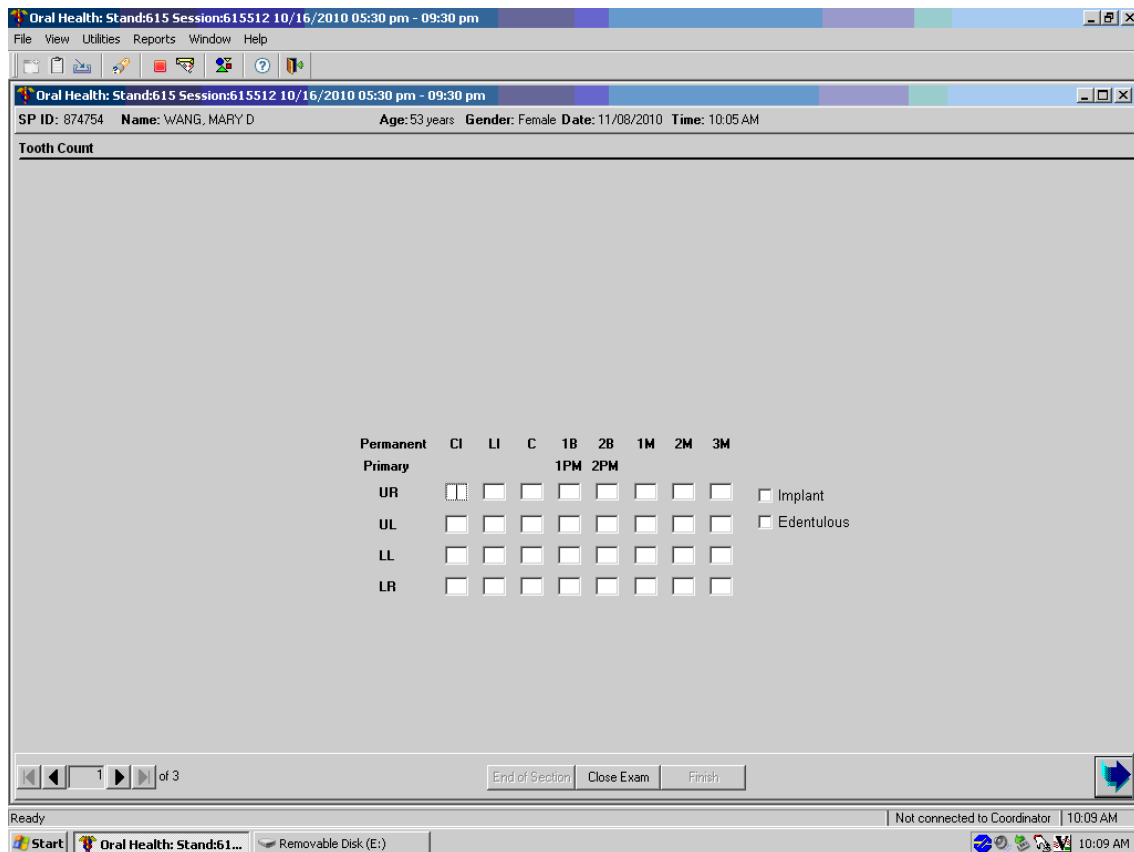 Oral Health: Stand:615 Session:615512 10/16/2010 05:30 pm - 09:30 pm
File View Utilities Reports Window Help
Oral Health: Stand:615 Session:615512 10/16/2010 05:30 pm - 09:30 pm
SP ID: 874754 Name: WANG, MARY D Age: 53 years Gender: Female Date: 11/08/2010 Time: 10:05 AM
Tooth Count
Permanent CI LI C 1B 2B 1M 2M 3M
Primary 1PM 2PM
UR Implant
UL Edentulous
LL
LR
1 of 3 End of Section Close Exam Finish
Ready Not connected to Coordinator 10:09 AM
Start Oral Health: Stand:61... Removable Disk (E:) 10:09 AM